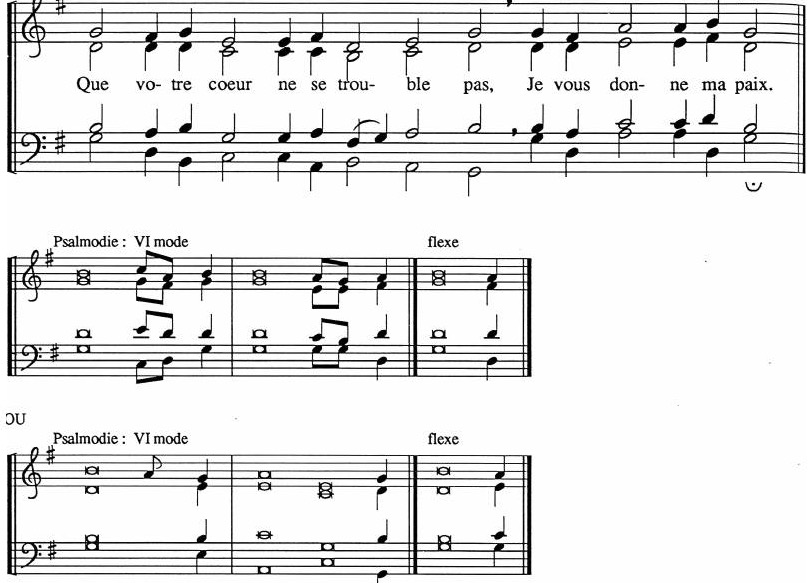 Que vo- tre coeur ne se trou- ble pas, Je vous don- ne ma paix.
Psalmodie : VI mode flexe
OU
Psalmodie : VI mode flexe